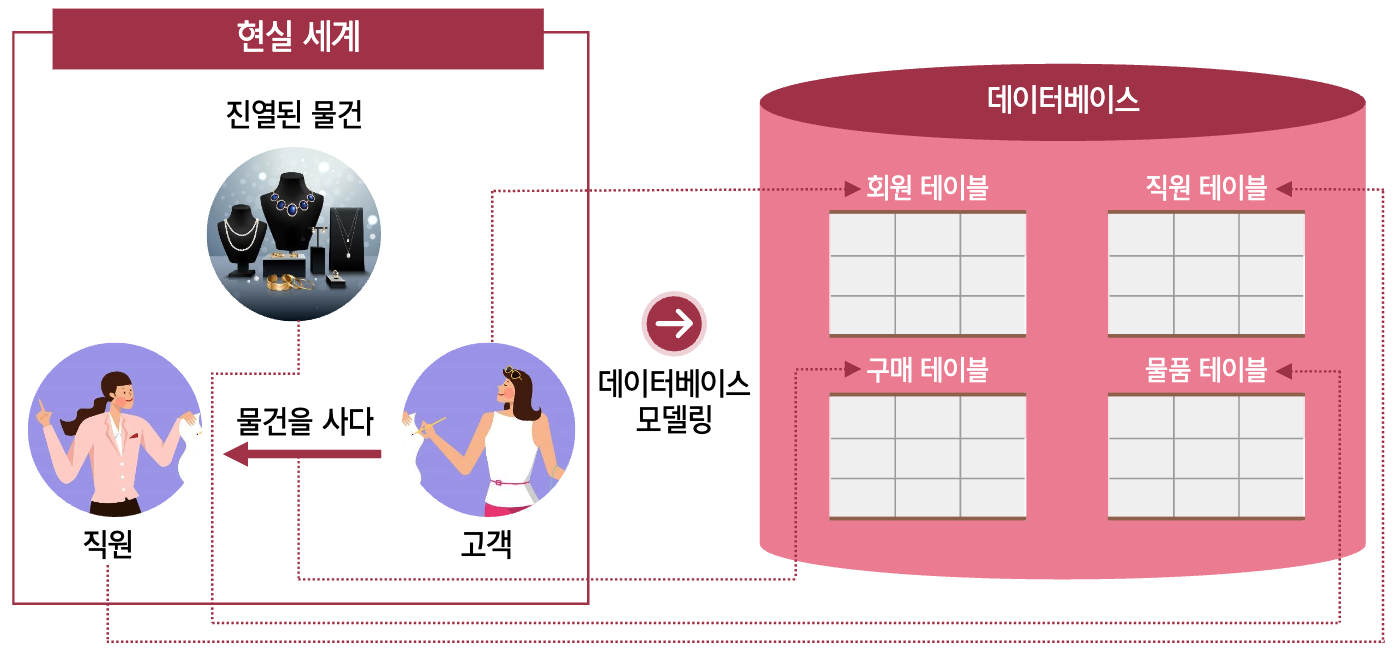 현실 세계
진열된 물건
물건을 사다
직원
고객
데이터베이스
모델링
데이터베이스
회원 테이블
직원 테이블
구매 테이블
물품 테이블